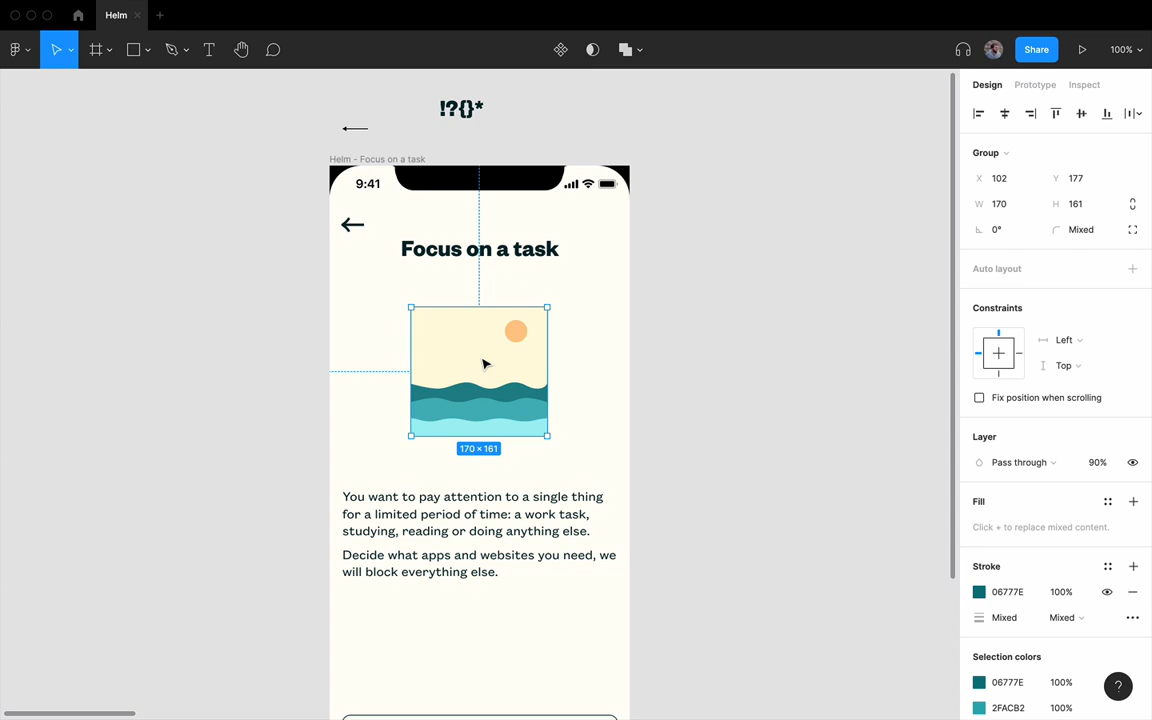 Helm
Share
100%
Design Prototype Inspect
!?{}*
Helm - Focus on a task
9:41
Focus on a task
170 × 161
You want to pay attention to a single thing
for a limited period of time: a work task,
studying, reading or doing anything else.
Decide what apps and websites you need, we
will block everything else.
Group
X 102 Y 177
W 170 H 161
0° Mixed
Auto layout
Constraints
Left
Top
Fix position when scrolling
Layer
Pass through 90%
Fill
Click + to replace mixed content.
Stroke
06777E 100%
Mixed Mixed
Selection colors
06777E 100%
2FACB2 100%
?